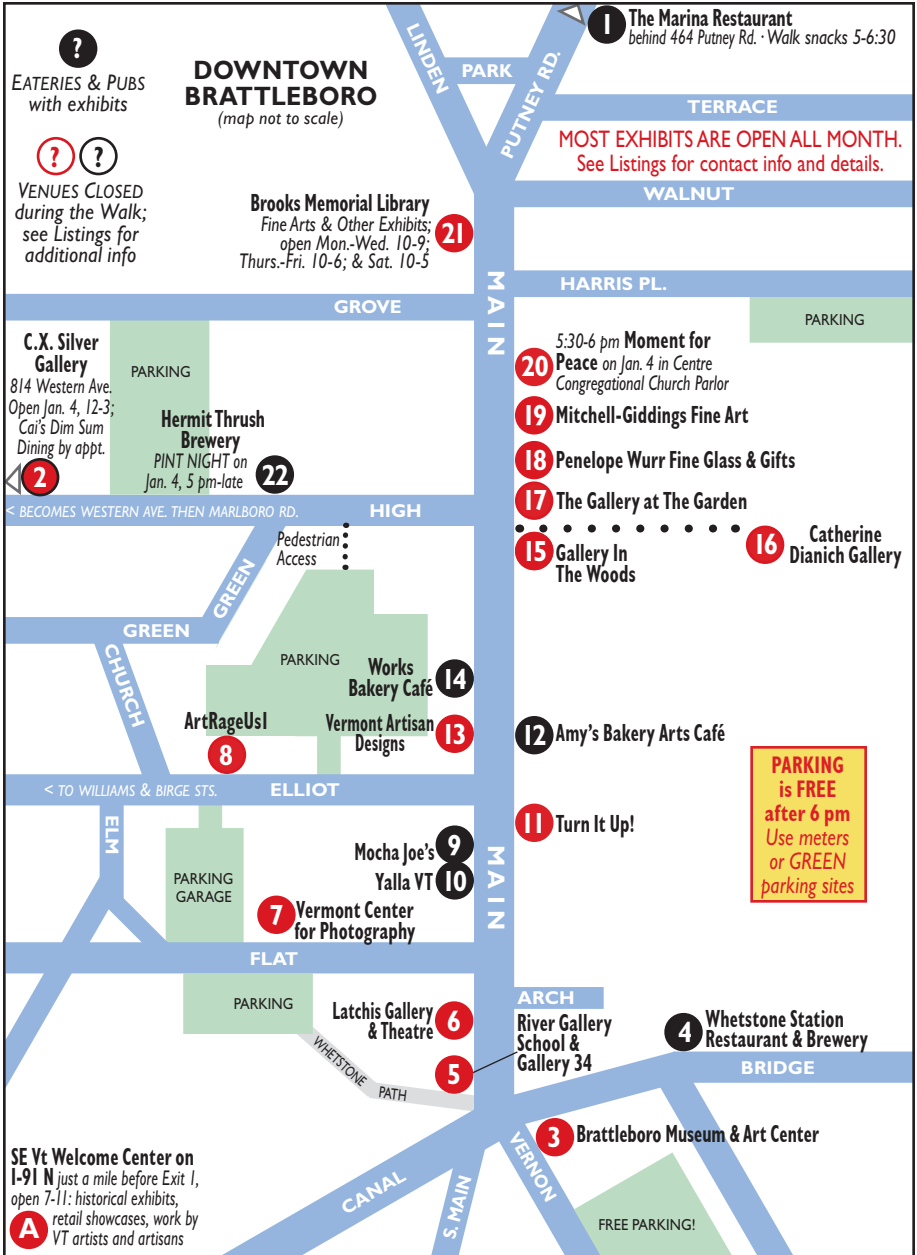 ?
EATERIES & PUBS
with exhibits
? ?
VENUES CLOSED
during the Walk;
see Listings for
additional info
DOWNTOWN
BRATTLEBORO
(map not to scale)
LINDEN
PARK
PUTNEY RD.
1 The Marina Restaurant
behind 464 Putney Rd. · Walk snacks 5-6:30
TERRACE
MOST EXHIBITS ARE OPEN ALL MONTH.
See Listings for contact info and details.
WALNUT
Brooks Memorial Library
Fine Arts & Other Exhibits;
open Mon.-Wed. 10-9;
Thurs.-Fri. 10-6; & Sat. 10-5
21
MAIN
HARRIS PL.
GROVE
PARKING
C.X. Silver
Gallery
814 Western Ave.
Open Jan. 4, 12-3;
Cai's Dim Sum
Dining by appt.
2
PARKING
Hermit Thrush
Brewery
PINT NIGHT on
Jan. 4, 5 pm-late
22
20
5:30-6 pm Moment for
Peace on Jan. 4 in Centre
Congregational Church Parlor
19 Mitchell-Giddings Fine Art
18 Penelope Wurr Fine Glass & Gifts
17 The Gallery at The Garden
< BECOMES WESTERN AVE. THEN MARLBORO RD.
HIGH
15 Gallery In
The Woods
16 Catherine
Dianich Gallery
Pedestrian
Access
GREEN
GREEN
CHURCH
PARKING
Works
Bakery Café
14
ArtRageUs1
8
Vermont Artisan
Designs
13
12 Amy's Bakery Arts Café
PARKING
is FREE
after 6 pm
Use meters
or GREEN
parking sites
< TO WILLIAMS & BIRGE STS.
ELLIOT
11 Turn It Up!
ELM
Mocha Joe's 9
Yalla VT 10
MAIN
PARKING
GARAGE
7 Vermont Center
for Photography
FLAT
PARKING
Latchis Gallery
& Theatre
6
ARCH
River Gallery
School &
Gallery 34
5
4 Whetstone Station
Restaurant & Brewery
BRIDGE
WHETSTONE
PATH
3 Brattleboro Museum & Art Center
VERNON
CANAL
S. MAIN
FREE PARKING!
SE Vt Welcome Center on
I-91 N just a mile before Exit 1,
open 7-11: historical exhibits,
retail showcases, work by
VT artists and artisans
A